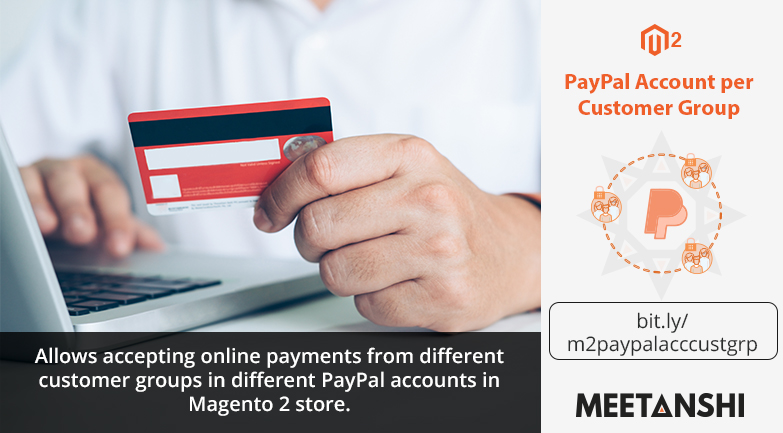 Allows accepting online payments from different
customer groups in different PayPal accounts in
Magento 2 store.
2
PayPal Account per
Customer Group
bit.ly/
m2paypalacccustgrp
MEETANSHI